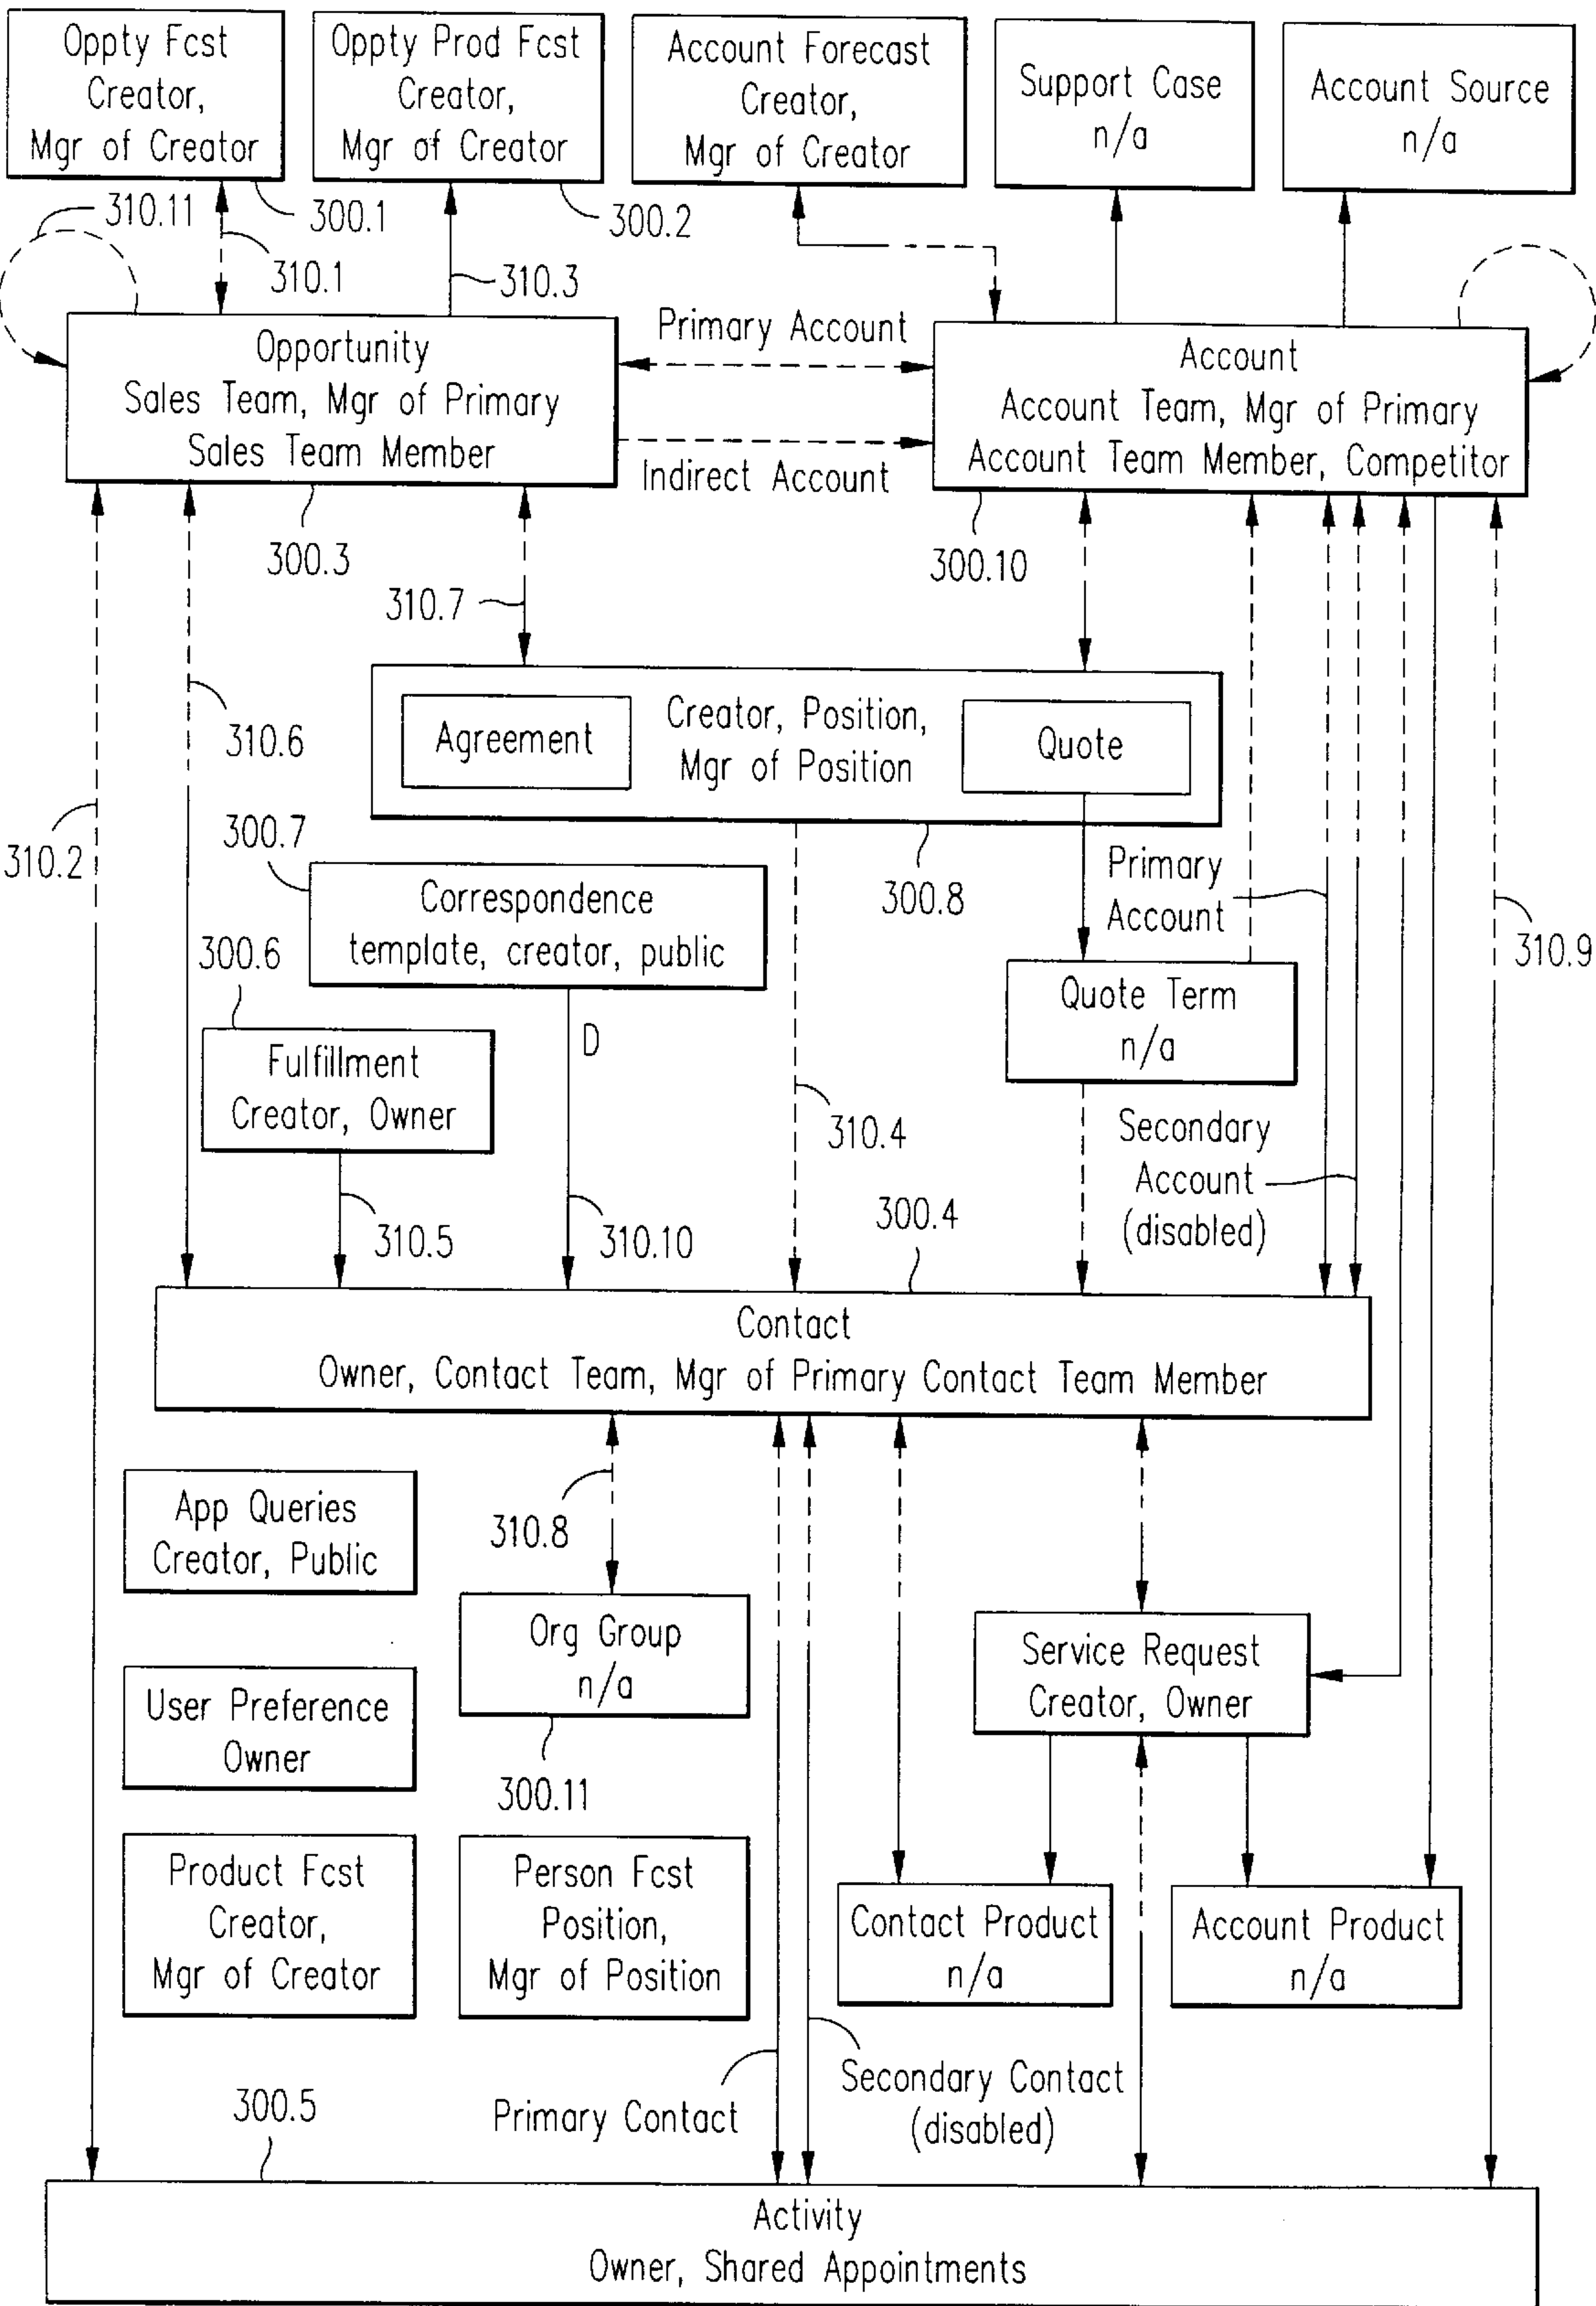 Oppty Fcst
Creator,
Mgr of Creator
Oppty Prod Fcst
Creator,
Mgr of Creator
Account Forecast
Creator,
Mgr of Creator
Support Case
n/a
Account Source
n/a
310.11
300.1
300.2
310.1
310.3
Opportunity
Sales Team, Mgr of Primary
Sales Team Member
Primary Account
Indirect Account
Account
Account Team, Mgr of Primary
Account Team Member, Competitor
300.3
300.10
310.7
310.6
Agreement
Creator, Position,
Mgr of Position
Quote
310.2
300.7
300.8
Primary
Account
310.9
Correspondence
template, creator, public
300.6
Quote Term
n/a
Fulfillment
Creator, Owner
D
310.4
Secondary
Account
(disabled)
310.5
310.10
300.4
Contact
Owner, Contact Team, Mgr of Primary Contact Team Member
App Queries
Creator, Public
310.8
Org Group
n/a
Service Request
Creator, Owner
User Preference
Owner
300.11
Product Fcst
Creator,
Mgr of Creator
Person Fcst
Position,
Mgr of Position
Contact Product
n/a
Account Product
n/a
300.5
Primary Contact
Secondary Contact
(disabled)
Activity
Owner, Shared Appointments